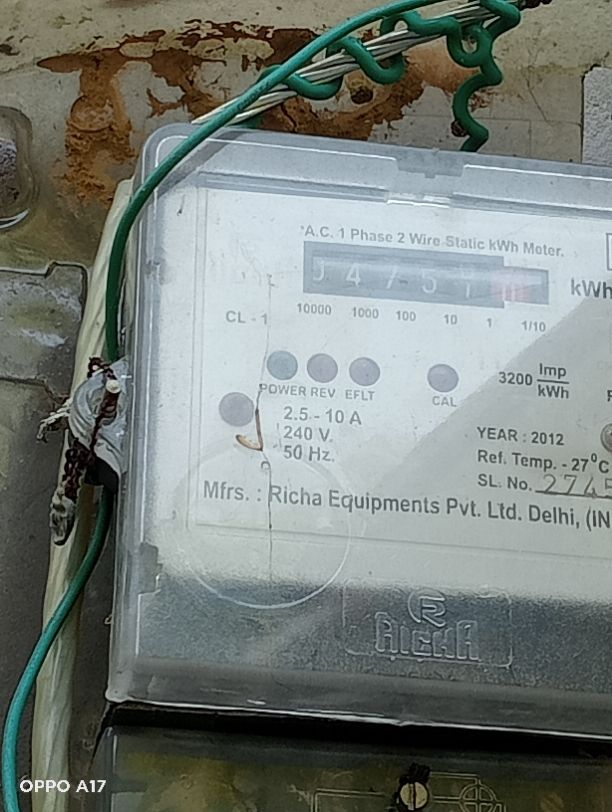 A.C. 1 Phase 2 Wire Static kWh Meter.
kWh
10000 1000 100 10 1 1/10
CL - 1
POWER REV EFLT
CAL
3200 Imp/kWh
2.5 - 10 A
240 V.
50 Hz.
YEAR : 2012
Ref. Temp. - 27°C
SL. No. 274
Mfrs. : Richa Equipments Pvt. Ltd. Delhi, (IN
RICHA
OPPO A17